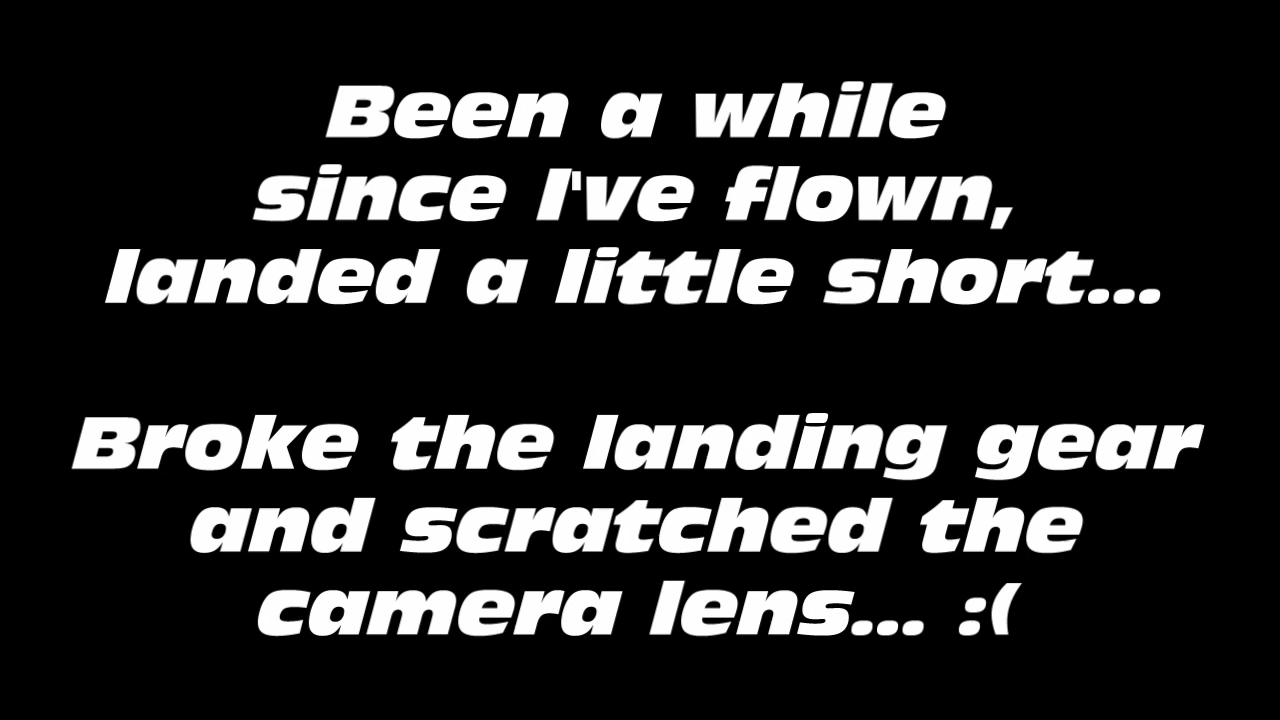 Been a while
since I've flown,
landed a little short...
Broke the landing gear
and scratched the
camera lens... :(